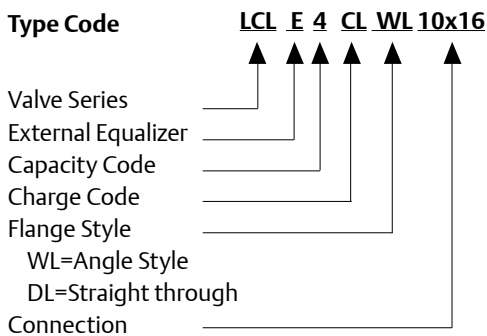 Type Code LCL E 4 CL WL 10x16
Valve Series
External Equalizer
Capacity Code
Charge Code
Flange Style
WL=Angle Style
DL=Straight through
Connection